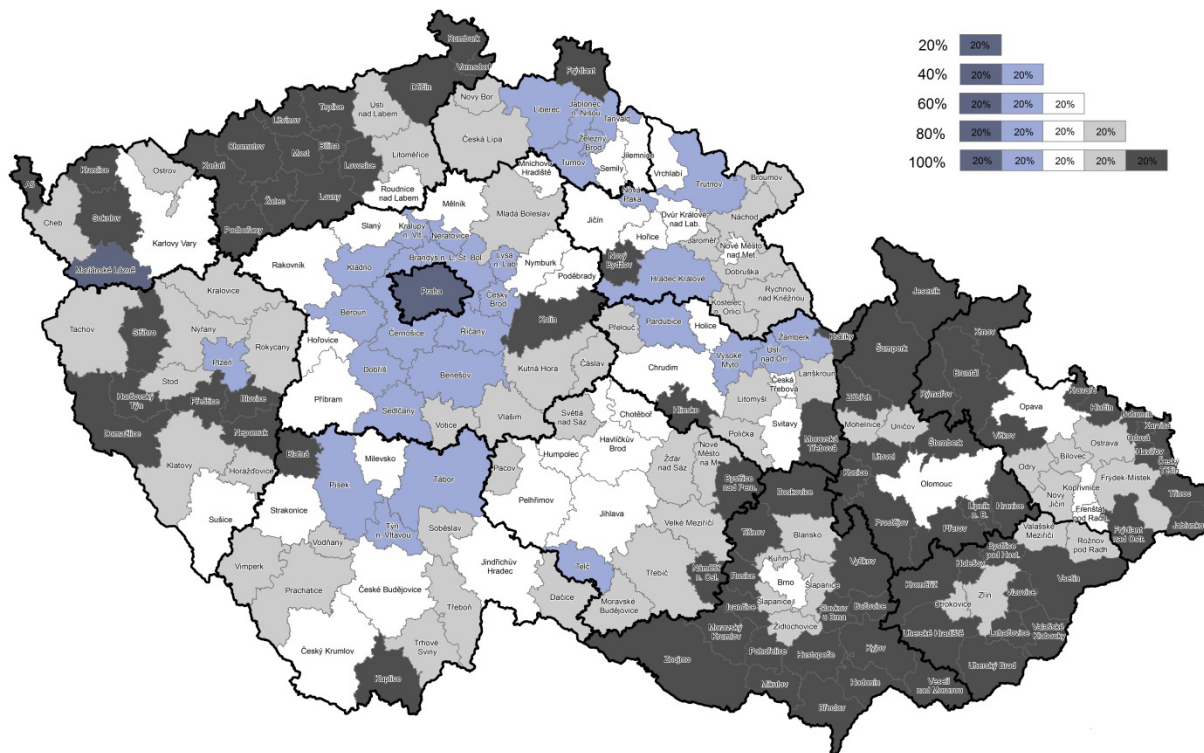 20% 20%
40% 20% 20%
60% 20% 20% 20%
80% 20% 20% 20% 20%
100% 20% 20% 20% 20% 20%
Rumburk
Varnsdorf
Děčín
Frýdlant
Nový Bor
Česká Lípa
Liberec
Jablonec
n. Nisou
Tanvald
Železný
Brod
Turnov
Semily
Jilemnice
Vrchlabí
Trutnov
Broumov
Náchod
Teplice
Litvínov
Ústí
nad Labem
Chomutov
Most
Bílina
Kadaň
Lovosice
Litoměřice
Roudnice
nad Labem
Žatec
Louny
Podbořany
Aš
Kraslice
Ostrov
Cheb
Sokolov
Karlovy Vary
Mariánské Lázně
Mnichovo
Hradiště
Mělník
Mladá Boleslav
Slaný
Kralupy
n. Vlt.
Neratovice
Brandýs n. L.-St. Bol.
Lysá
n. Lab.
Nymburk
Poděbrady
Rakovník
Kladno
Praha
Český
Brod
Kolín
Beroun
Černošice
Říčany
Hořovice
Dobříš
Benešov
Kutná Hora
Čáslav
Příbram
Sedlčany
Votice
Vlašim
Nová
Paka
Jičín
Hořice
Dvůr Králové
nad Lab.
Jaroměř
Nové Město
nad Met.
Dobruška
Nový
Bydžov
Hradec Králové
Rychnov
nad Kněžnou
Kostelec
n. Orlicí
Přelouč
Pardubice
Holice
Žamberk
Králíky
Vysoké
Mýto
Ústí
nad Orl.
Chrudim
Česká
Třebová
Lanškroun
Litomyšl
Hlinsko
Polička
Svitavy
Moravská
Třebová
Tachov
Stříbro
Kralovice
Nýřany
Plzeň
Rokycany
Stod
Horšovský
Týn
Přeštice
Blovice
Domažlice
Nepomuk
Klatovy
Horažďovice
Sušice
Blatná
Milevsko
Písek
Tábor
Strakonice
Týn
n. Vltavou
Soběslav
Vodňany
Vimperk
Prachatice
České Budějovice
Jindřichův
Hradec
Třeboň
Dačice
Český Krumlov
Trhové
Sviny
Kaplice
Světlá
nad Sáz.
Chotěboř
Havlíčkův
Brod
Humpolec
Pacov
Pelhřimov
Jihlava
Žďár
nad Sáz.
Nové
Město
na M.
Bystřice
nad Pern.
Velké Meziříčí
Telč
Třebíč
Náměšť
n. Osl.
Moravské
Budějovice
Boskovice
Tišnov
Blansko
Kuřim
Brno
Rosice
Šlapanice
Šlapanice
Vyškov
Ivančice
Slavkov
u Brna
Bučovice
Židlochovice
Moravský
Krumlov
Pohořelice
Hustopeče
Kyjov
Znojmo
Mikulov
Hodonín
Veselí
nad Moravou
Břeclav
Jeseník
Šumperk
Zábřeh
Mohelnice
Uničov
Šternberk
Litovel
Konice
Olomouc
Prostějov
Přerov
Lipník
n. B.
Hranice
Krnov
Bruntál
Rýmařov
Opava
Kravaře
Hlučín
Vítkov
Bohumín
Karviná
Ostrava
Havířov
Český
Těšín
Bílovec
Odry
Nový
Jičín
Kopřivnice
Frýdek-Místek
Třinec
Frenštát
pod Radh.
Frýdlant
nad Ostr.
Jablunkov
Valašské
Meziříčí
Rožnov
pod Radh.
Bystřice
pod Host.
Holešov
Kroměříž
Vsetín
Zlín
Vizovice
Otrokovice
Uherské Hradiště
Luhačovice
Valašské
Klobouky
Uherský Brod